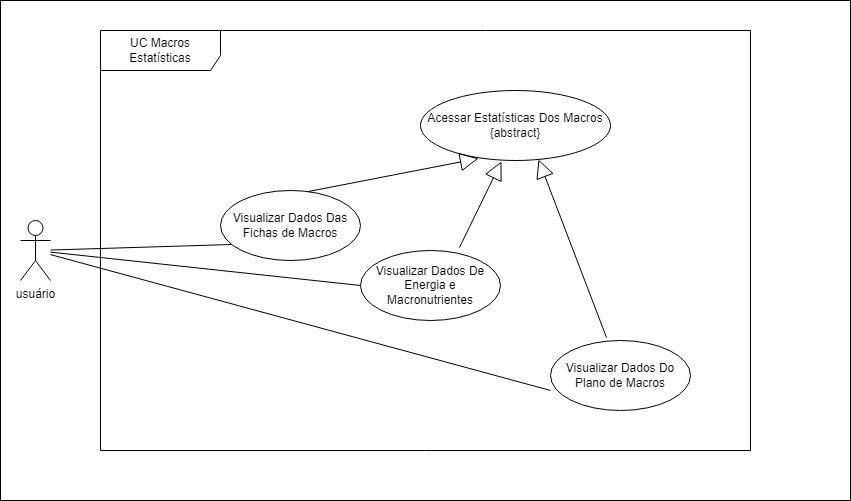 UC Macros
Estatísticas
Acessar Estatísticas Dos Macros
{abstract}
Visualizar Dados Das
Fichas de Macros
Visualizar Dados De
Energia e
Macronutrientes
usuário
Visualizar Dados Do
Plano de Macros